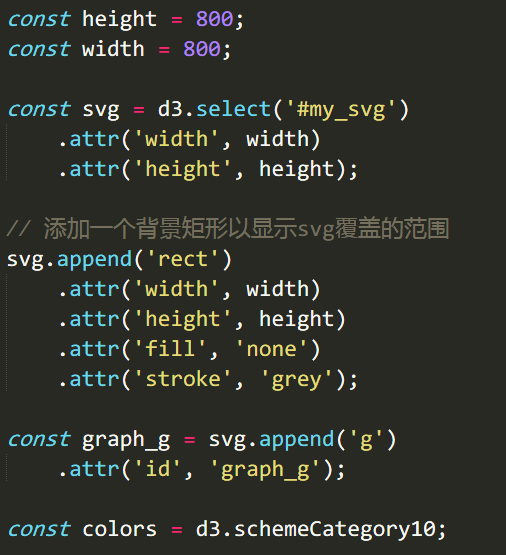 const height = 800;
const width = 800;

const svg = d3.select('#my_svg')
    .attr('width', width)
    .attr('height', height);

// 添加一个背景矩形以显示svg覆盖的范围
svg.append('rect')
    .attr('width', width)
    .attr('height', height)
    .attr('fill', 'none')
    .attr('stroke', 'grey');

const graph_g = svg.append('g')
    .attr('id', 'graph_g');

const colors = d3.schemeCategory10;